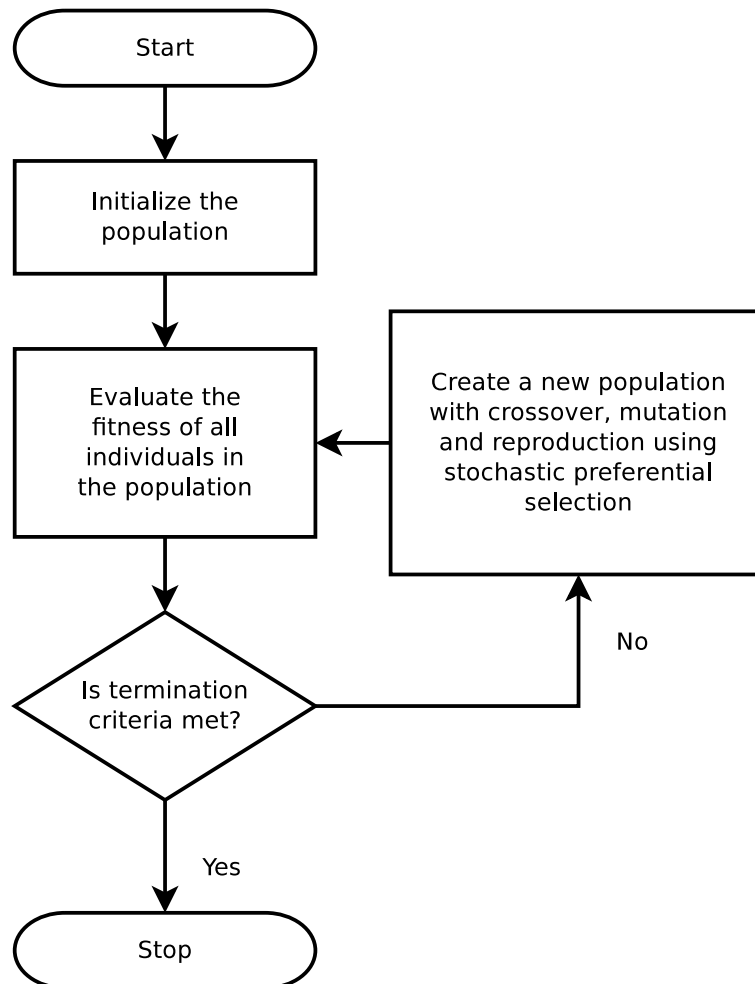 Start
Initialize the
population
Evaluate the
fitness of all
individuals in
the population
Create a new population
with crossover, mutation
and reproduction using
stochastic preferential
selection
Is termination
criteria met?
No
Yes
Stop